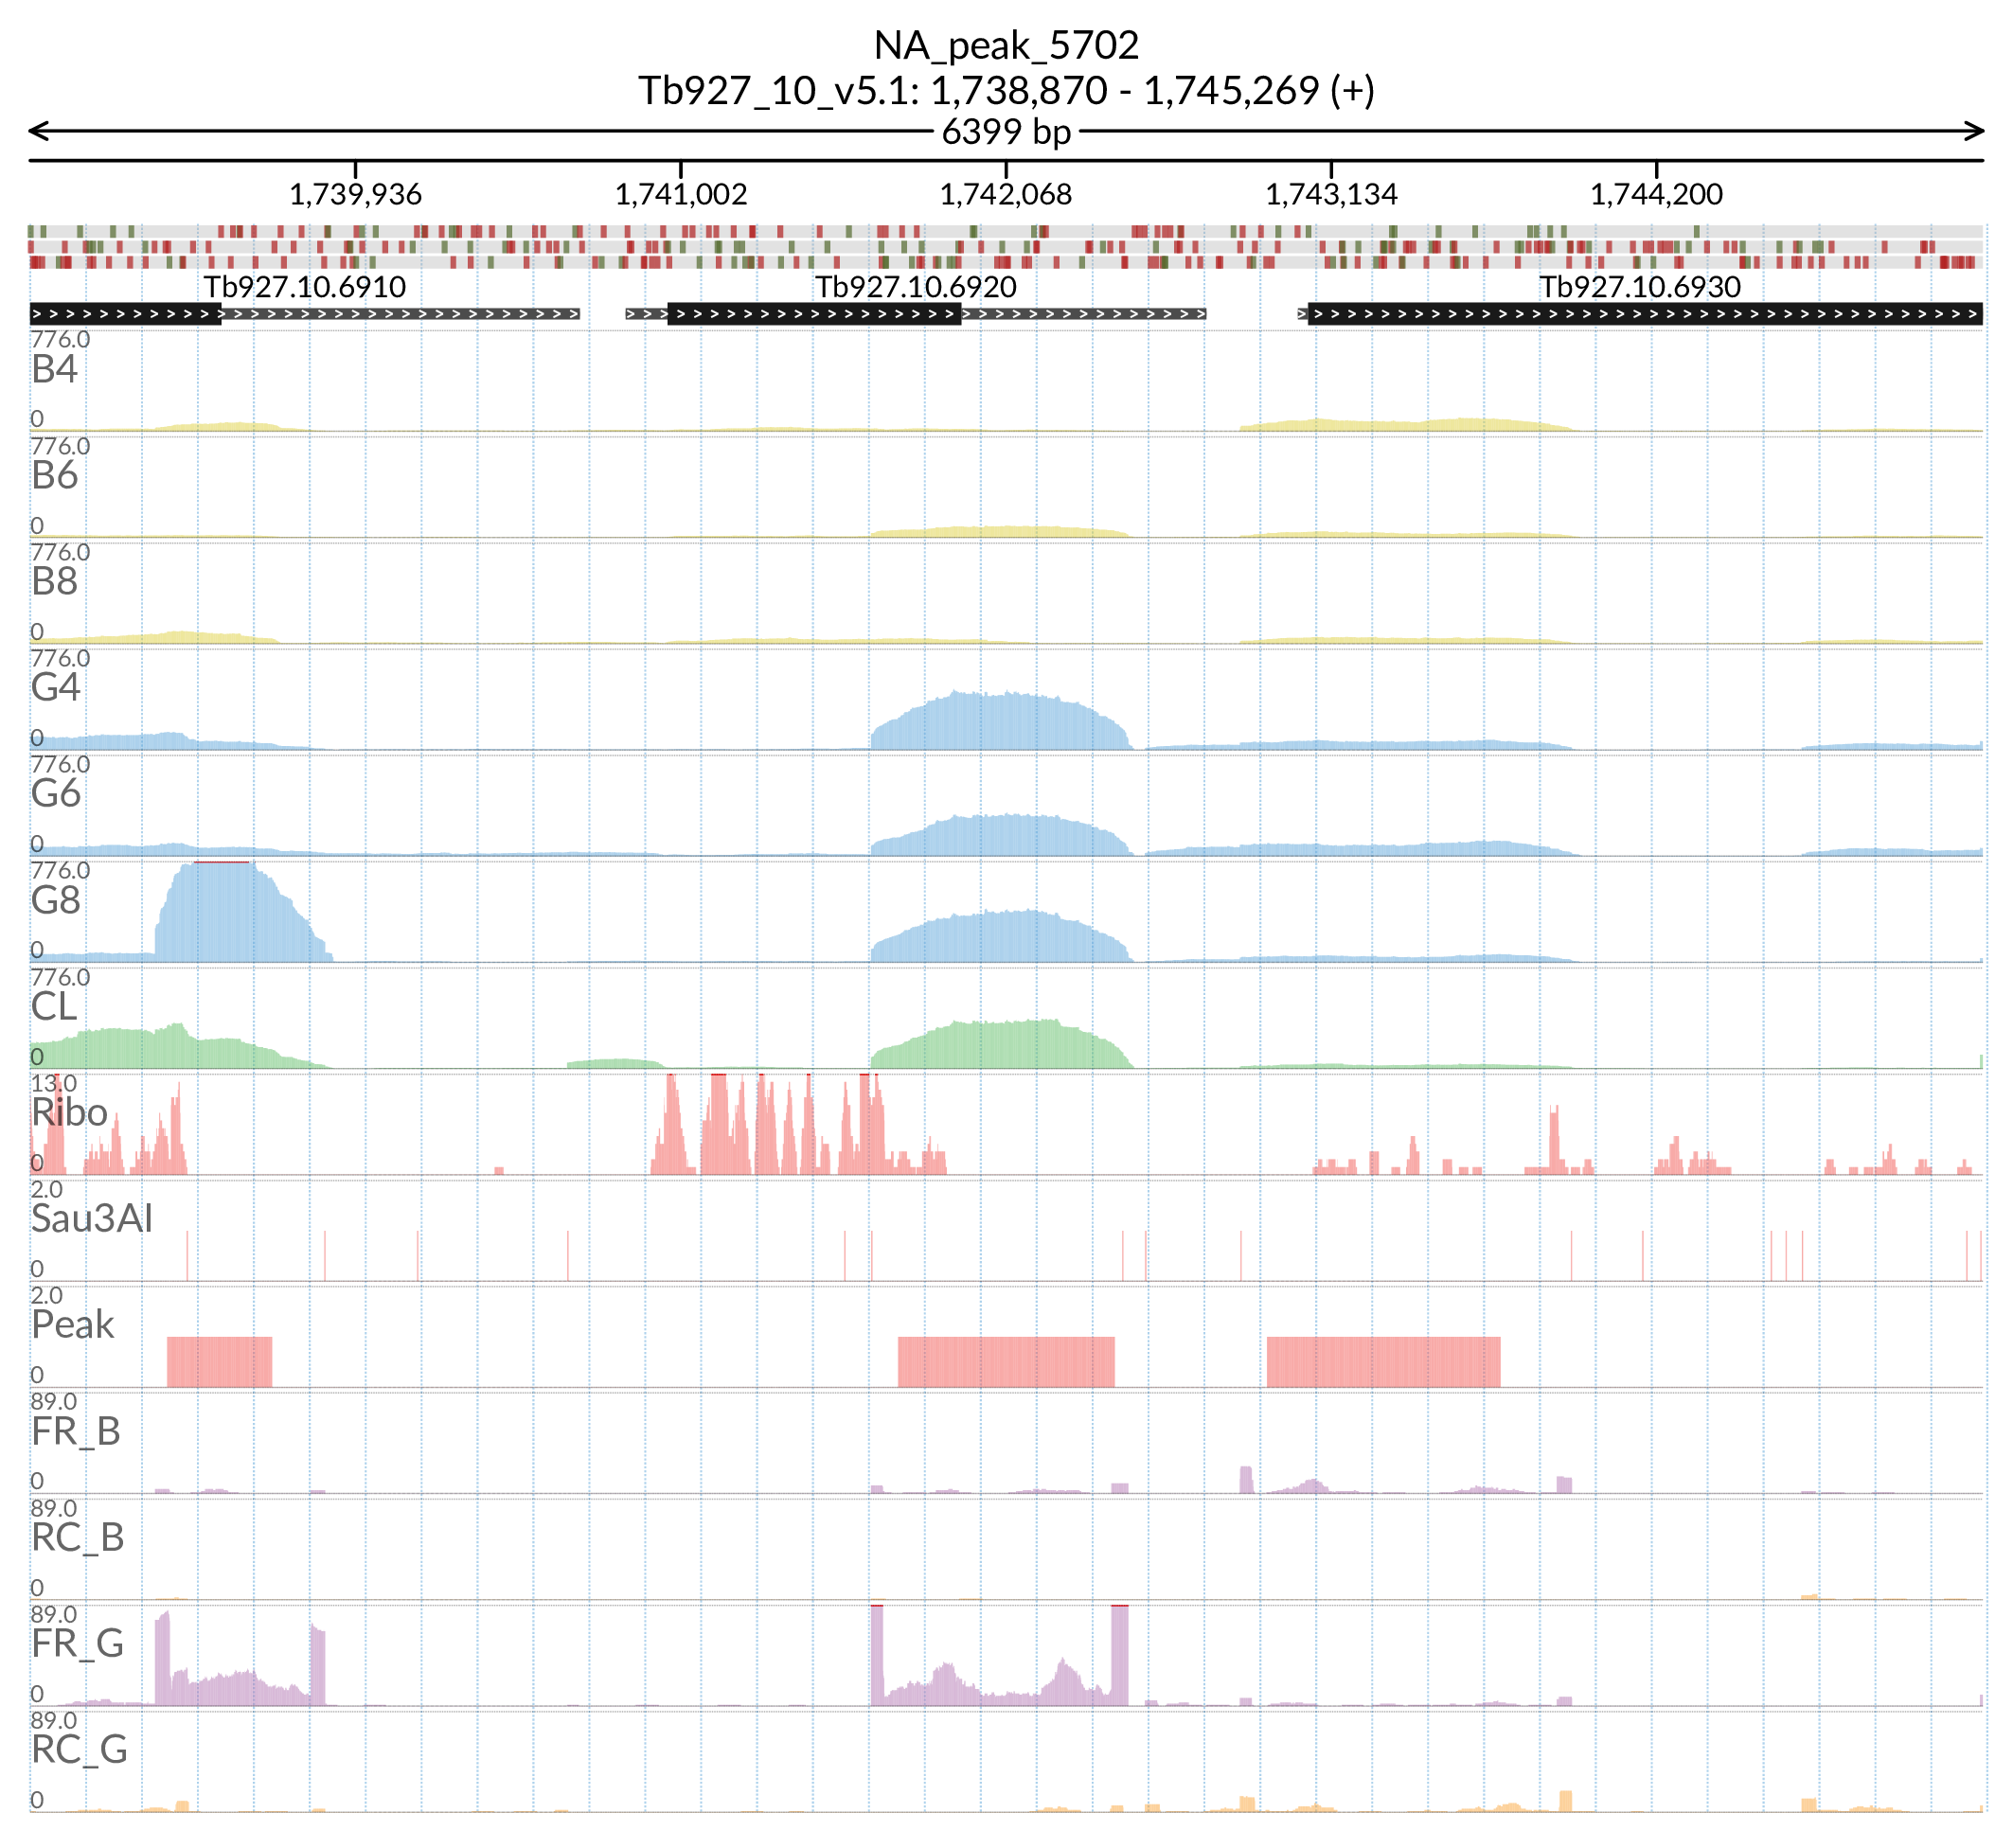 NA_peak_5702
Tb927_10_v5.1: 1,738,870 - 1,745,269 (+)
6399 bp
1,739,936 1,741,002 1,742,068 1,743,134 1,744,200
Tb927.10.6910 Tb927.10.6920 Tb927.10.6930
776.0
B4
0
776.0
B6
0
776.0
B8
0
776.0
G4
0
776.0
G6
0
776.0
G8
0
776.0
CL
0
13.0
Ribo
0
2.0
Sau3AI
0
2.0
Peak
0
89.0
FR_B
0
89.0
RC_B
0
89.0
FR_G
0
89.0
RC_G
0